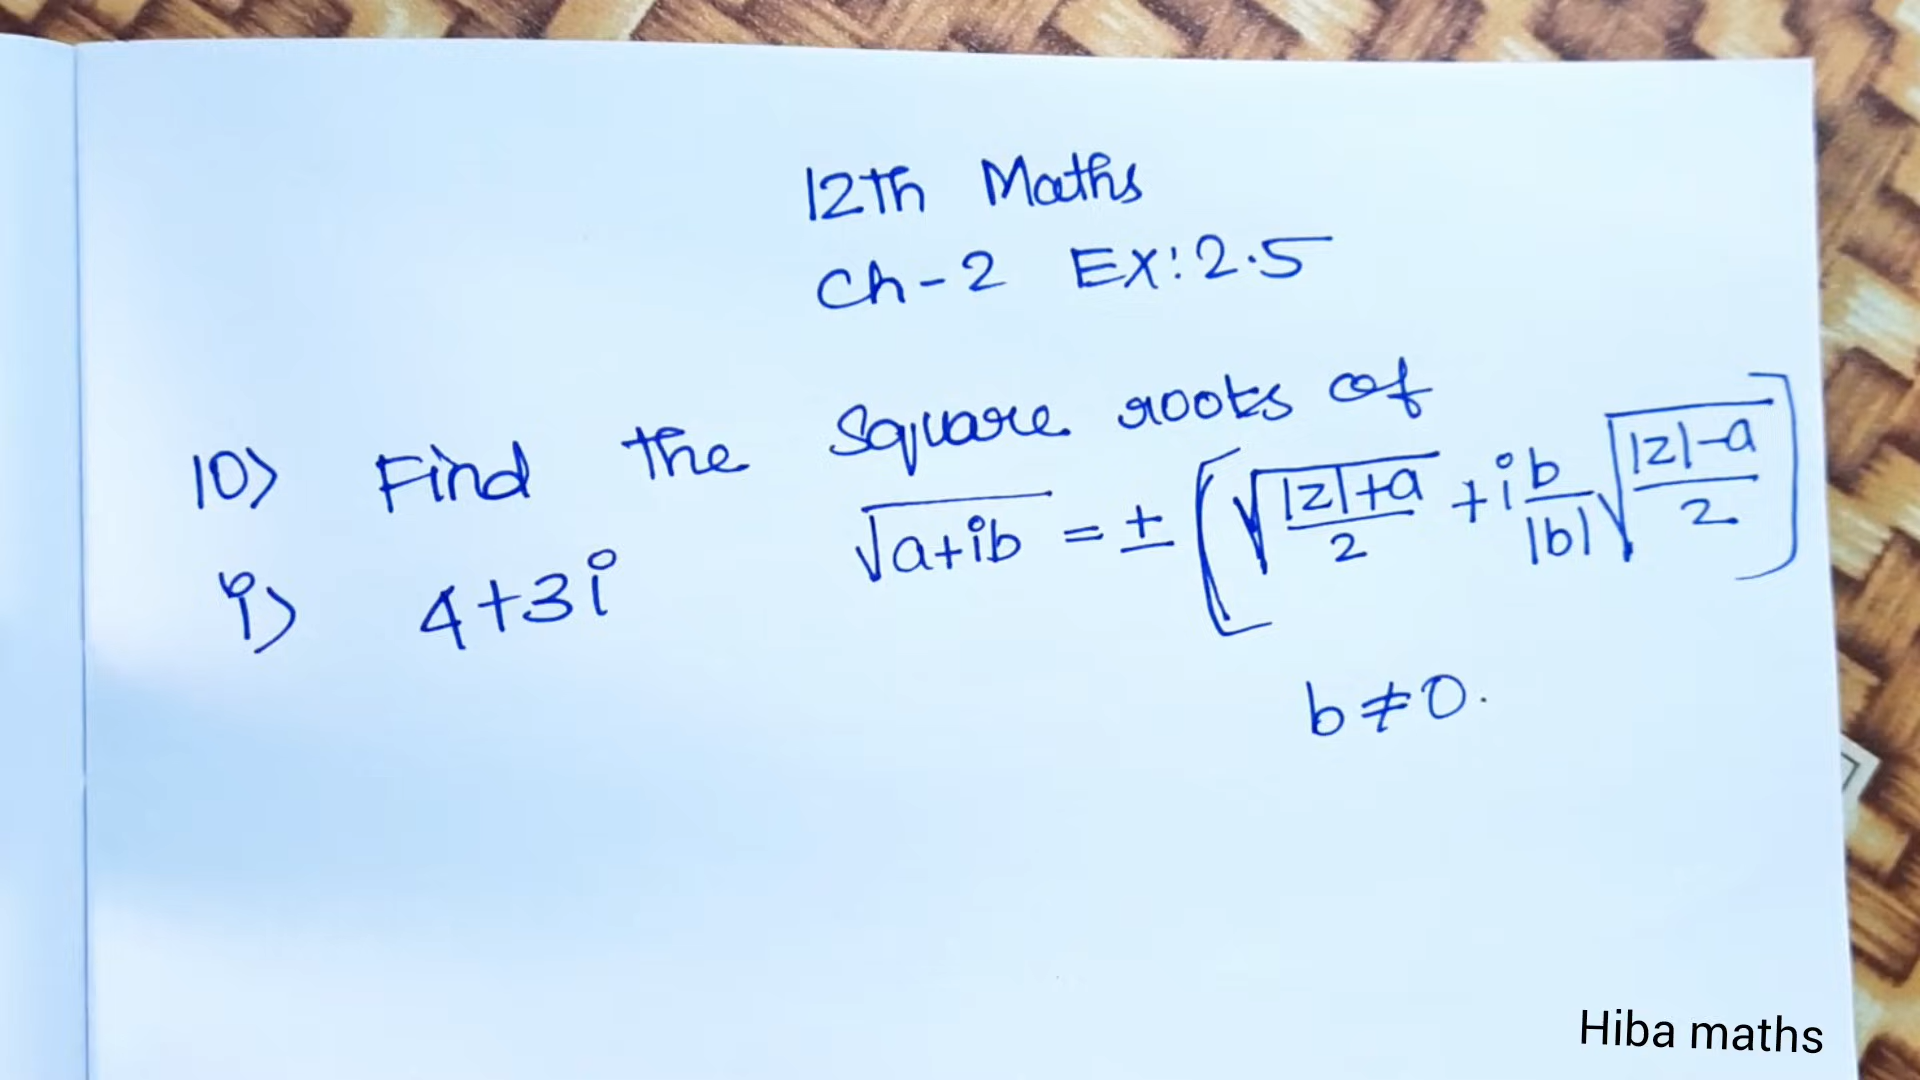 12Th Maths
Ch-2 Ex: 2.5
10) Find the Square roots of
i) 4+3i √a+ib = ± [√|z|+a/2 + i b/|b| √|z|-a/2]
b≠0.
Hiba maths